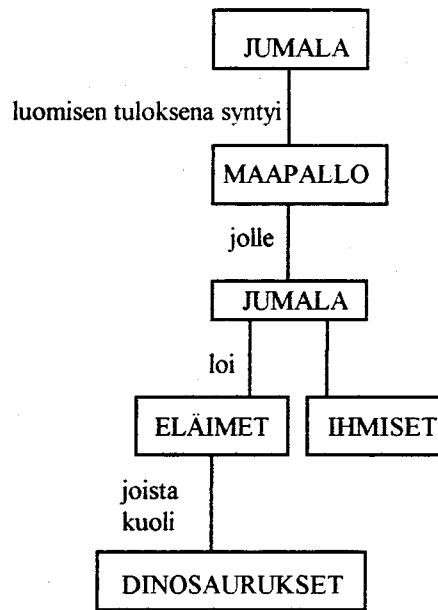 JUMALA
luomisen tuloksena syntyi
MAAPALLO
jolle
JUMALA
loi
ELÄIMET
IHMISET
joista
kuoli
DINOSAURUKSET